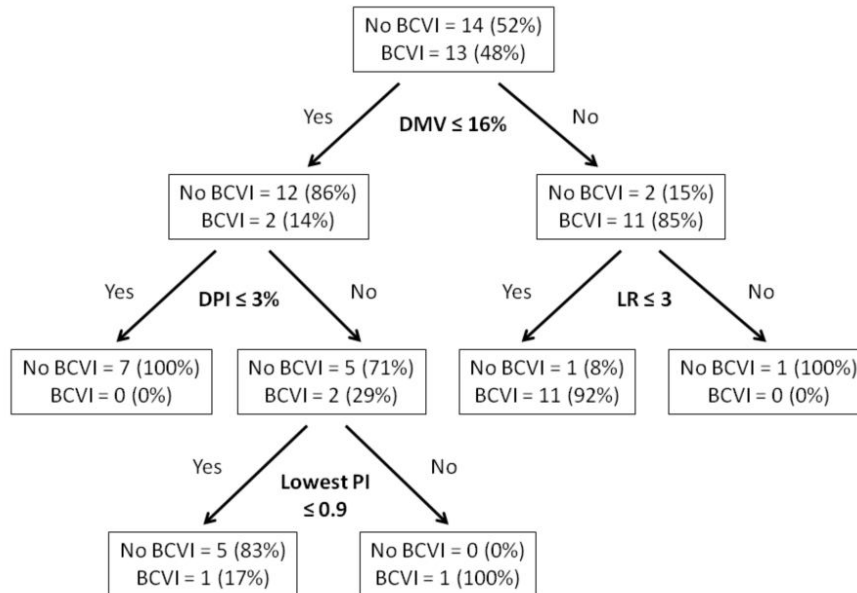 No BCVI = 14 (52%)
BCVI = 13 (48%)
Yes
DMV ≤ 16%
No
No BCVI = 12 (86%)
BCVI = 2 (14%)
No BCVI = 2 (15%)
BCVI = 11 (85%)
Yes
DPI ≤ 3%
No
Yes
LR ≤ 3
No
No BCVI = 7 (100%)
BCVI = 0 (0%)
No BCVI = 5 (71%)
BCVI = 2 (29%)
No BCVI = 1 (8%)
BCVI = 11 (92%)
No BCVI = 1 (100%)
BCVI = 0 (0%)
Yes
Lowest PI
≤ 0.9
No
No BCVI = 5 (83%)
BCVI = 1 (17%)
No BCVI = 0 (0%)
BCVI = 1 (100%)